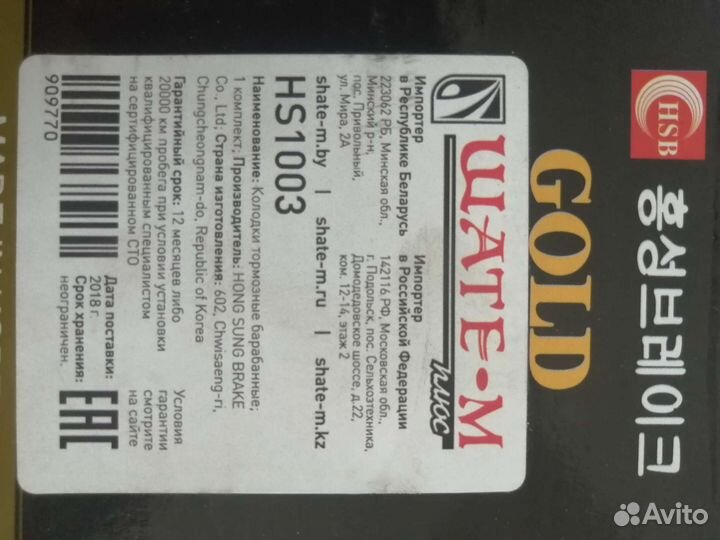 HSB
홍성브레이크
GOLD
ШАТЕ-М
плюс
Импортер
в Республике Беларусь
223062 РБ, Минская обл.,
Минский р-н,
пос. Привольный,
ул. Мира, 2А
Импортер
в Российской Федерации
142116 РФ, Московская обл.,
г. Подольск, пос. Сельхозтехника,
Домодедовское шоссе, д.22,
ком. 12-14, этаж 2
shate-m.by | shate-m.ru | shate-m.kz
HS1003
Наименование: Колодки тормозные барабанные;
1 комплект; Производитель: HONG SUNG BRAKE
Co., Ltd; Страна изготовления: 602, Chwisaeng-ri,
Chungcheongnam-do, Republic of Korea
Гарантийный срок: 12 месяцев либо
20000 км пробега при условии установки
квалифицированным специалистом
на сертифицированном СТО
Условия
гарантии
смотрите
на сайте
909770
Дата поставки:
2018 г.
Срок хранения:
неограничен.
EAC
Avito